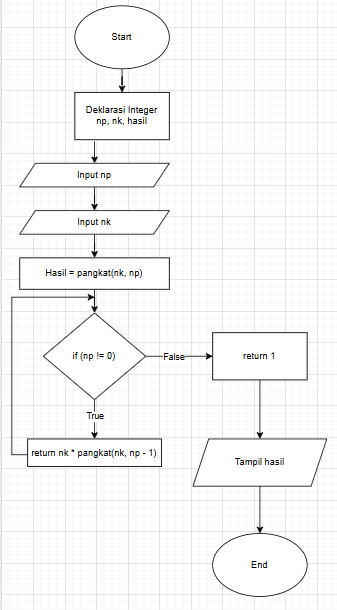 Start
Deklarasi Integer
np, nk, hasil
Input np
Input nk
Hasil = pangkat(nk, np)
if (np != 0)
False
return 1
True
return nk * pangkat(nk, np - 1)
Tampil hasil
End